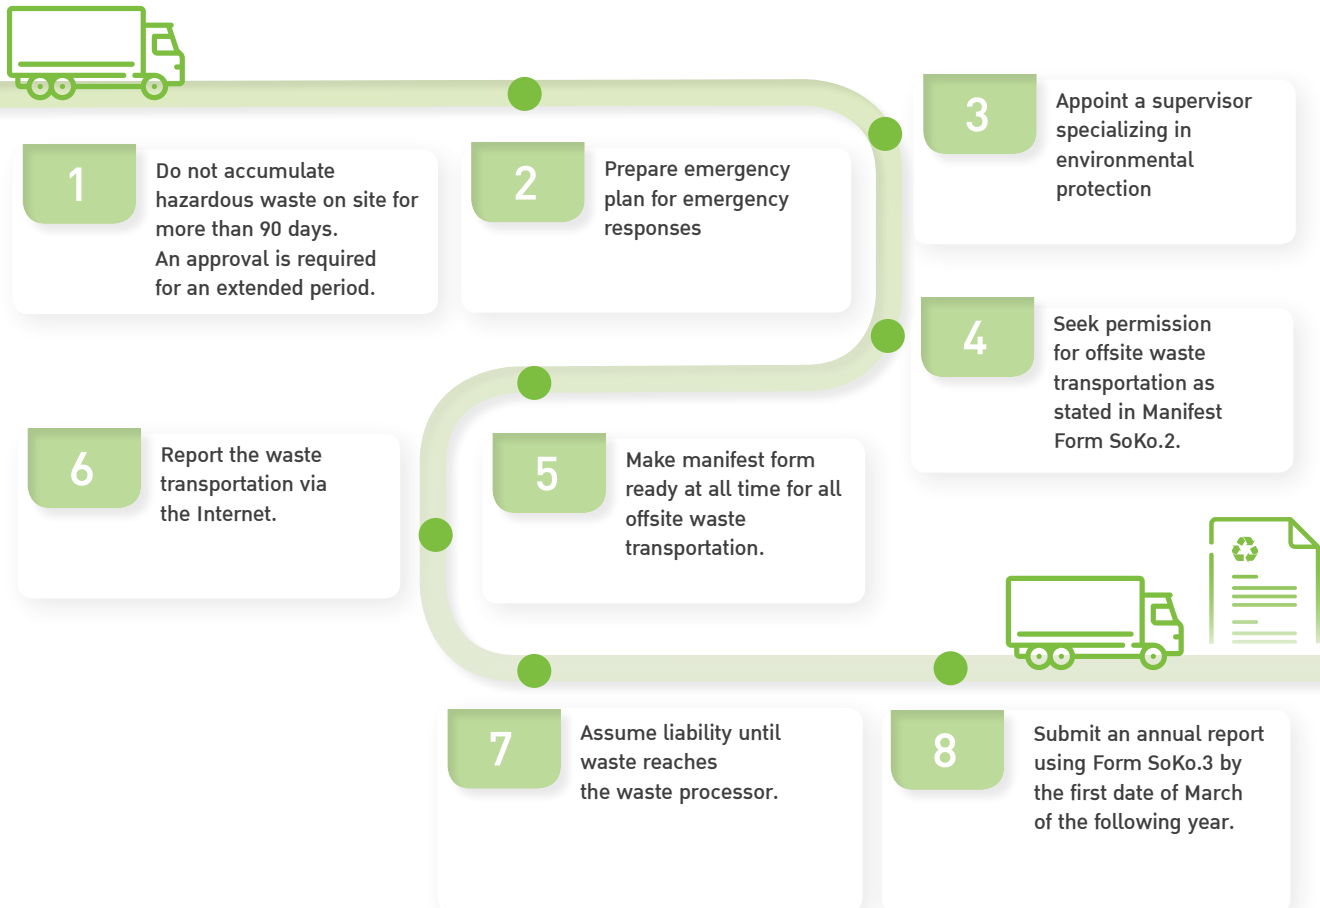 1
Do not accumulate
hazardous waste on site for
more than 90 days.
An approval is required
for an extended period.
2
Prepare emergency
plan for emergency
responses
3
Appoint a supervisor
specializing in
environmental
protection
4
Seek permission
for offsite waste
transportation as
stated in Manifest
Form SoKo.2.
5
Make manifest form
ready at all time for all
offsite waste
transportation.
6
Report the waste
transportation via
the Internet.
7
Assume liability until
waste reaches
the waste processor.
8
Submit an annual report
using Form SoKo.3 by
the first date of March
of the following year.